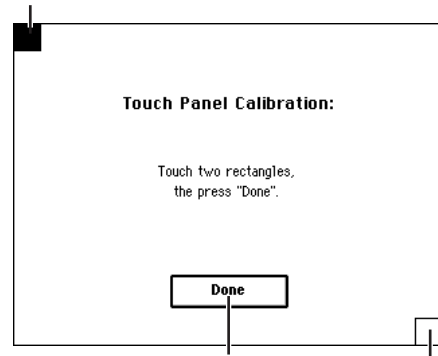 Touch Panel Calibration:
Touch two rectangles,
the press "Done".
Done